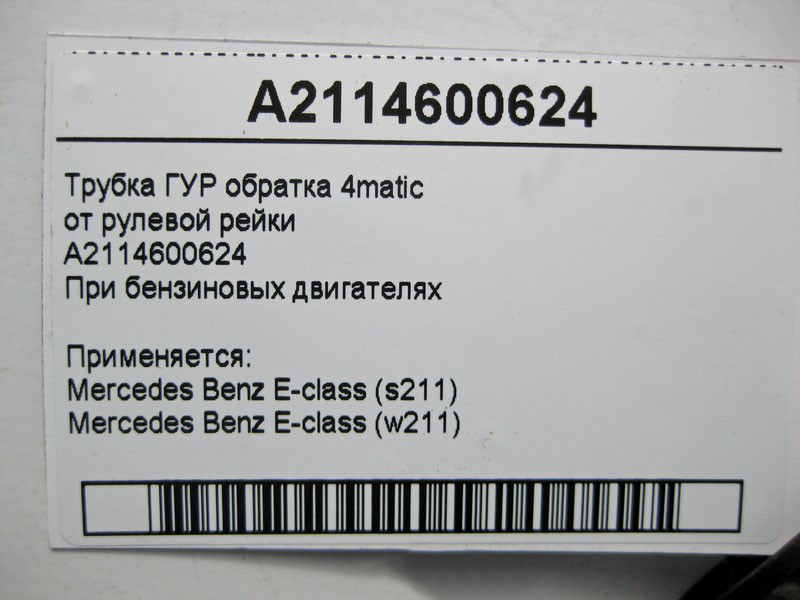 A2114600624
Трубка ГУР обратка 4matic
от рулевой рейки
A2114600624
При бензиновых двигателях
Применяется:
Mercedes Benz E-class (s211)
Mercedes Benz E-class (w211)